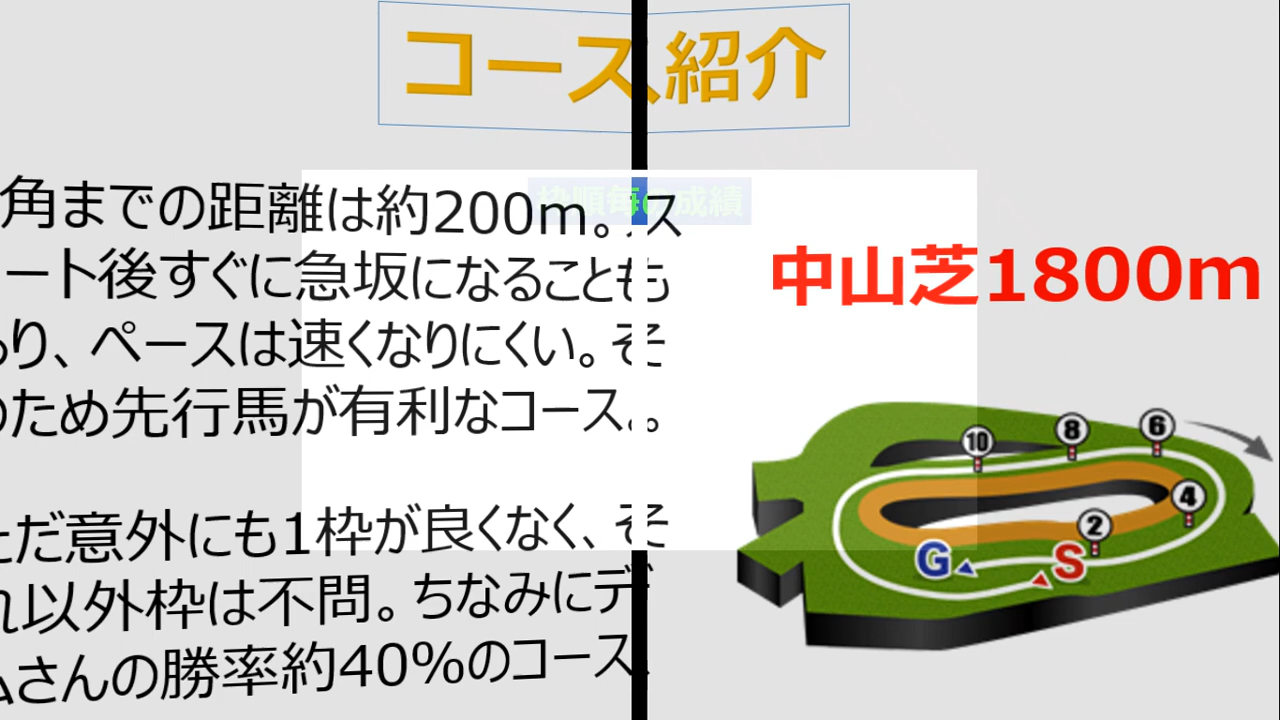 コース紹介
枠順毎の成績
角までの距離は約200m。ス
ート後すぐに急坂になることも
り、ペースは速くなりにくい。そ
ため先行馬が有利なコース。
だ意外にも1枠が良くなく、そ
以外枠は不問。ちなみにデ
さんの勝率約40%のコース
中山芝1800m
10
8
6
4
2
G
S